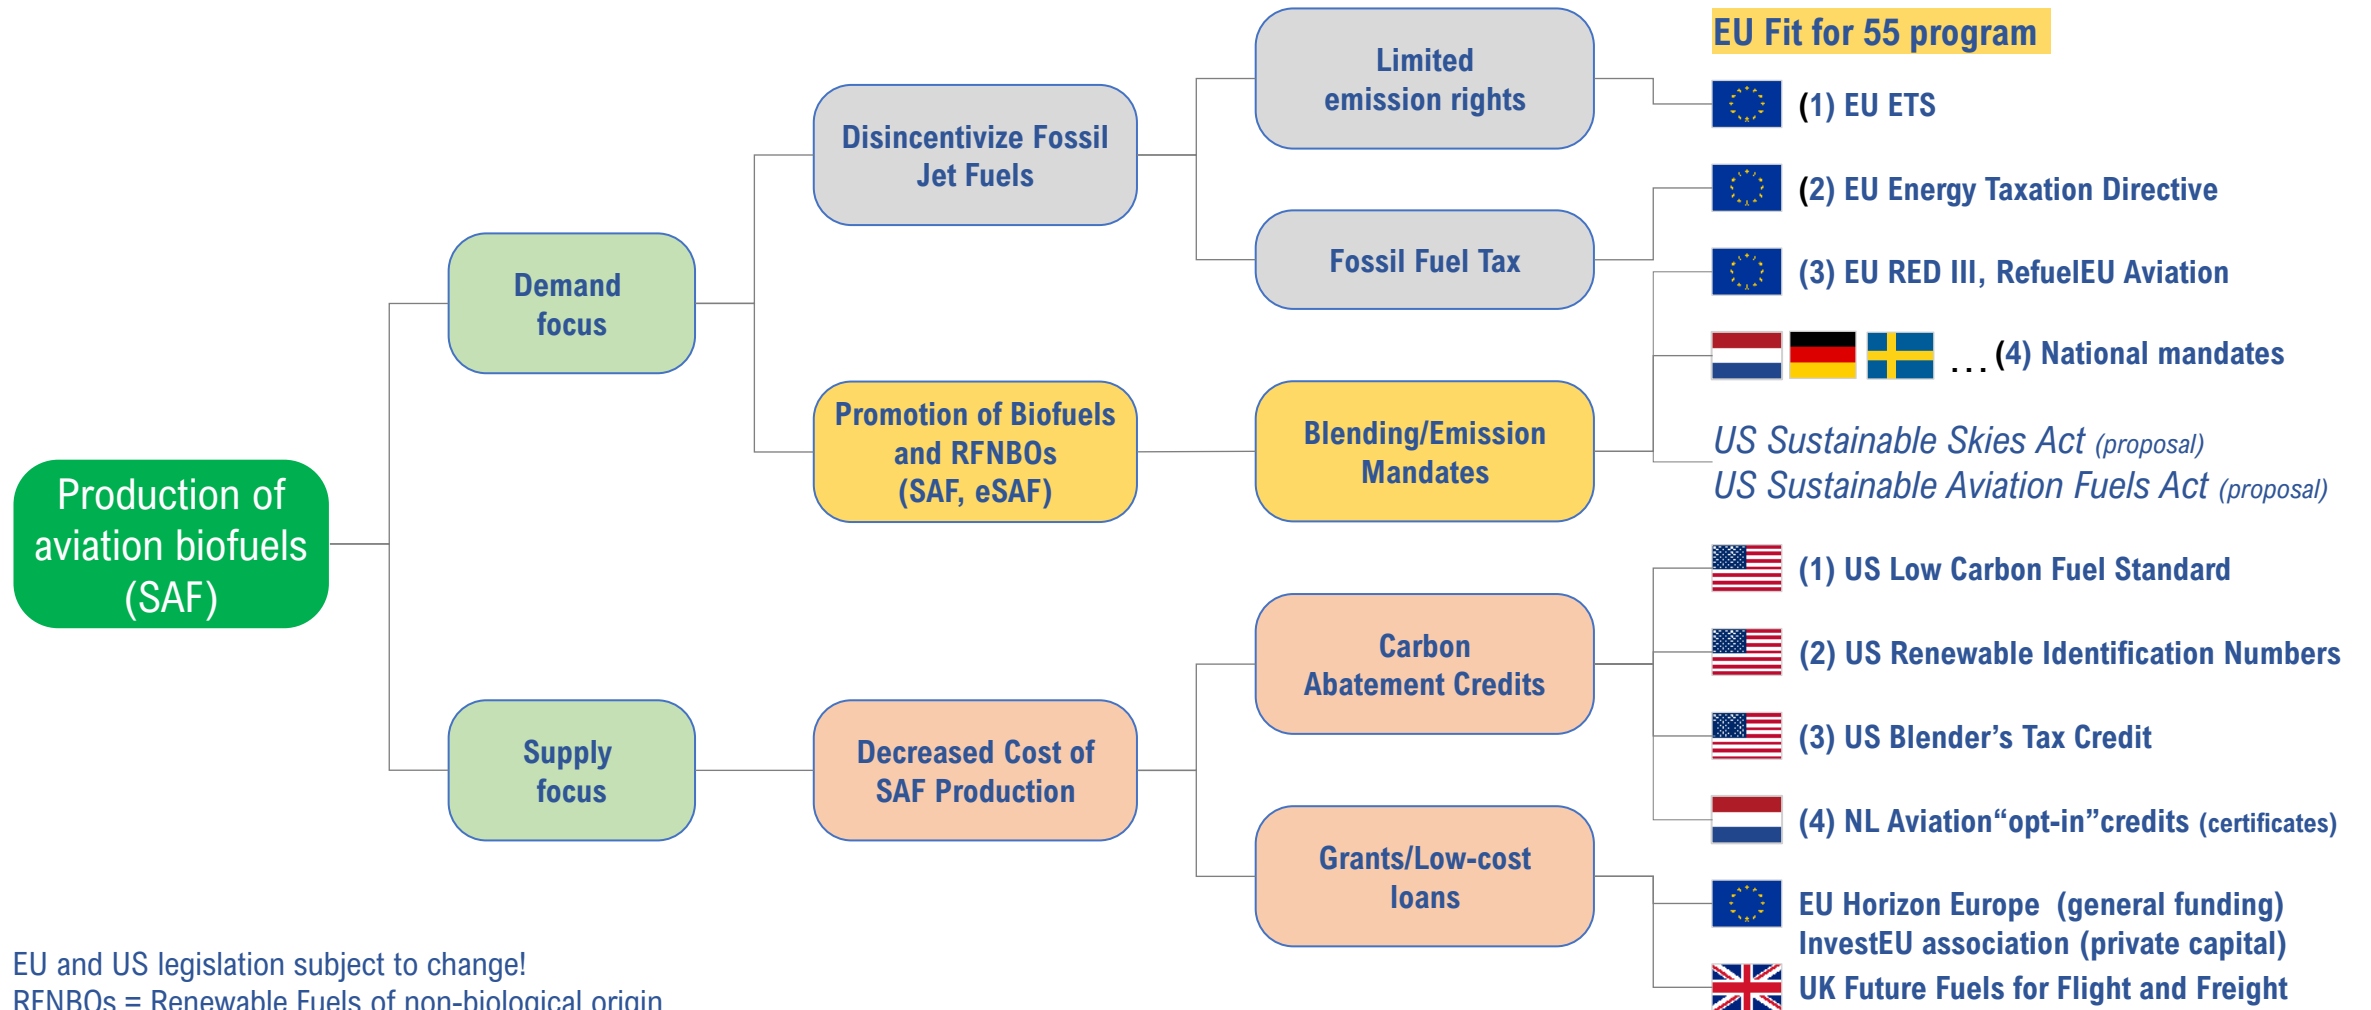 EU Fit for 55 program
Limited
emission rights
(1) EU ETS
Disincentivize Fossil
Jet Fuels
(2) EU Energy Taxation Directive
Fossil Fuel Tax
(3) EU RED III, RefuelEU Aviation
Demand
focus
... (4) National mandates
Promotion of Biofuels
and RFNBOs
(SAF, eSAF)
Blending/Emission
Mandates
US Sustainable Skies Act (proposal)
US Sustainable Aviation Fuels Act (proposal)
Production of
aviation biofuels
(SAF)
(1) US Low Carbon Fuel Standard
Carbon
Abatement Credits
(2) US Renewable Identification Numbers
Supply
focus
Decreased Cost of
SAF Production
(3) US Blender’s Tax Credit
(4) NL Aviation“opt-in”credits (certificates)
Grants/Low-cost
loans
EU Horizon Europe (general funding)
InvestEU association (private capital)
UK Future Fuels for Flight and Freight
EU and US legislation subject to change!
RFNBOs = Renewable Fuels of non-biological origin